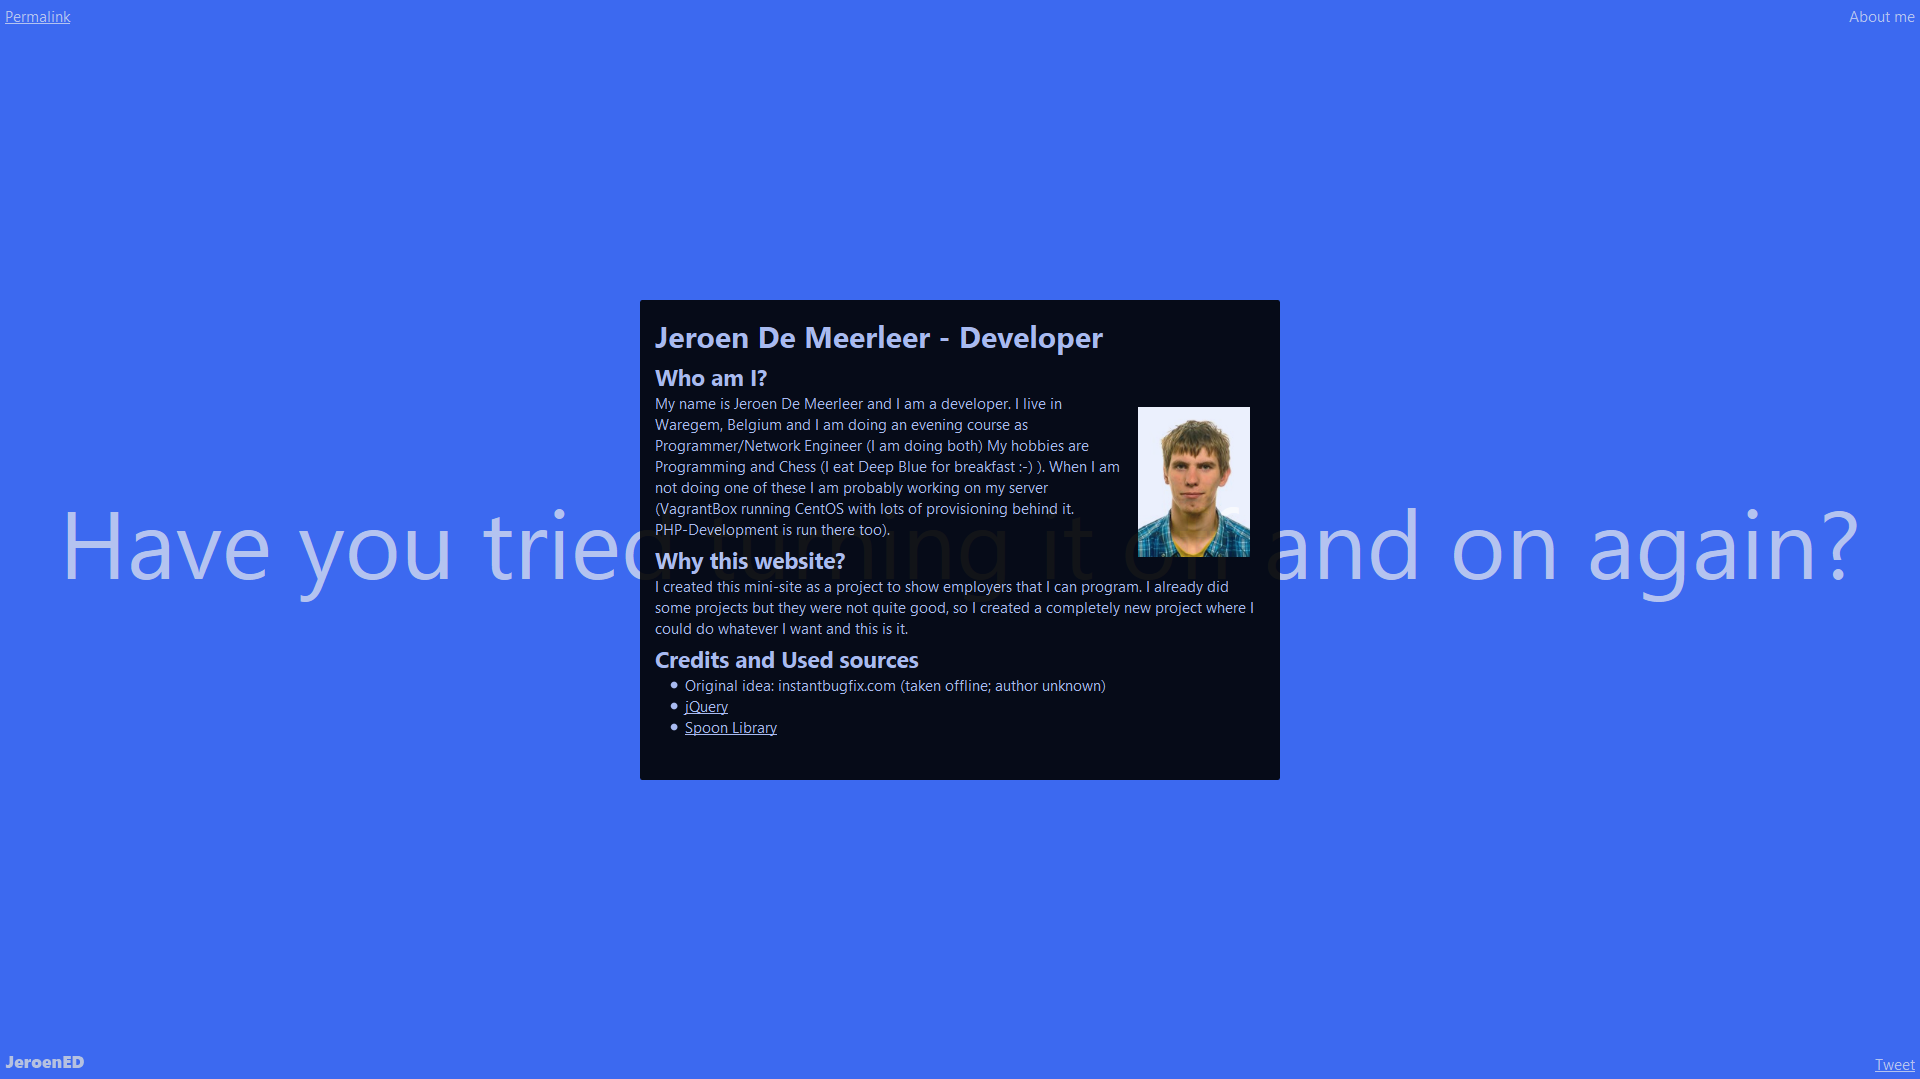 Permalink
About me
Jeroen De Meerleer - Developer
Who am I?
My name is Jeroen De Meerleer and I am a developer. I live in
Waregem, Belgium and I am doing an evening course as
Programmer/Network Engineer (I am doing both) My hobbies are
Programming and Chess (I eat Deep Blue for breakfast :-) ). When I am
not doing one of these I am probably working on my server
(VagrantBox running CentOS with lots of provisioning behind it.
PHP-Development is run there too).
Have you tried turning it off and on again?
Why this website?
I created this mini-site as a project to show employers that I can program. I already did
some projects but they were not quite good, so I created a completely new project where I
could do whatever I want and this is it.
Credits and Used sources
Original idea: instantbugfix.com (taken offline; author unknown)
jQuery
Spoon Library
JeroenED
Tweet